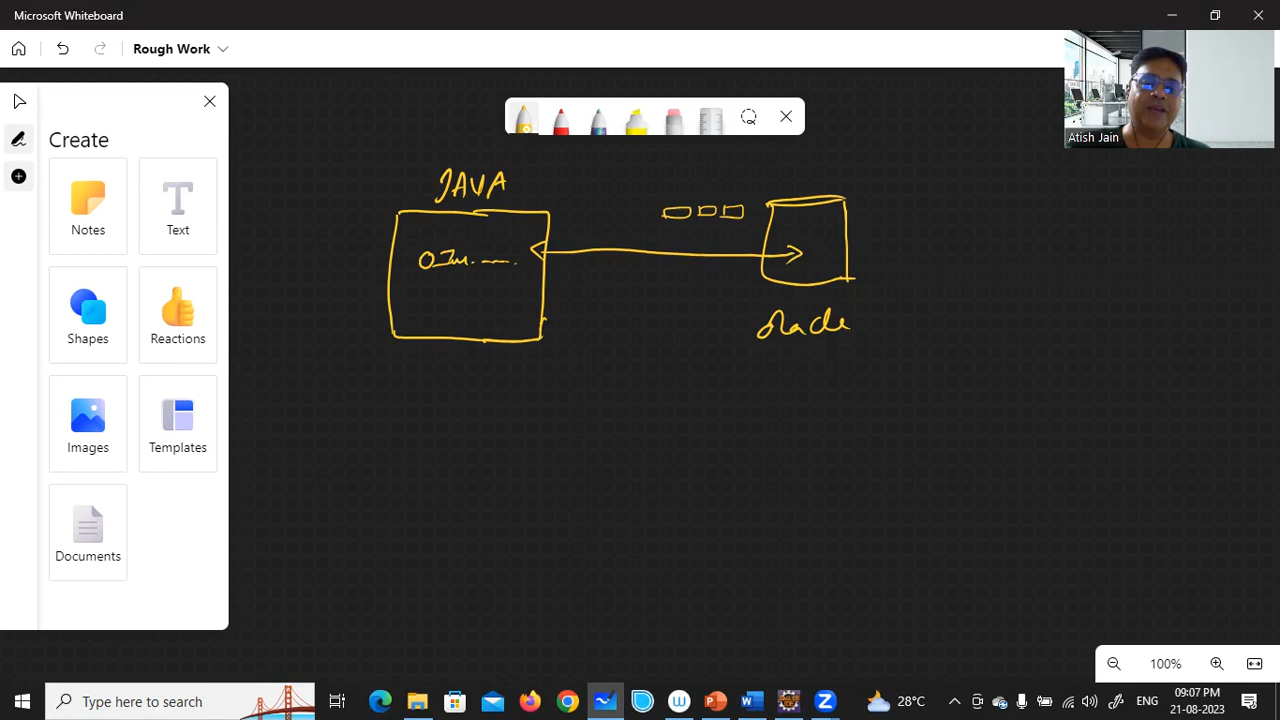 Microsoft Whiteboard
Rough Work
Atish Jain
Create
Notes
Text
Shapes
Reactions
Images
Templates
Documents
JAVA
Oracle
100%
Type here to search
28°C
ENG
09:07 PM
21-08-2023